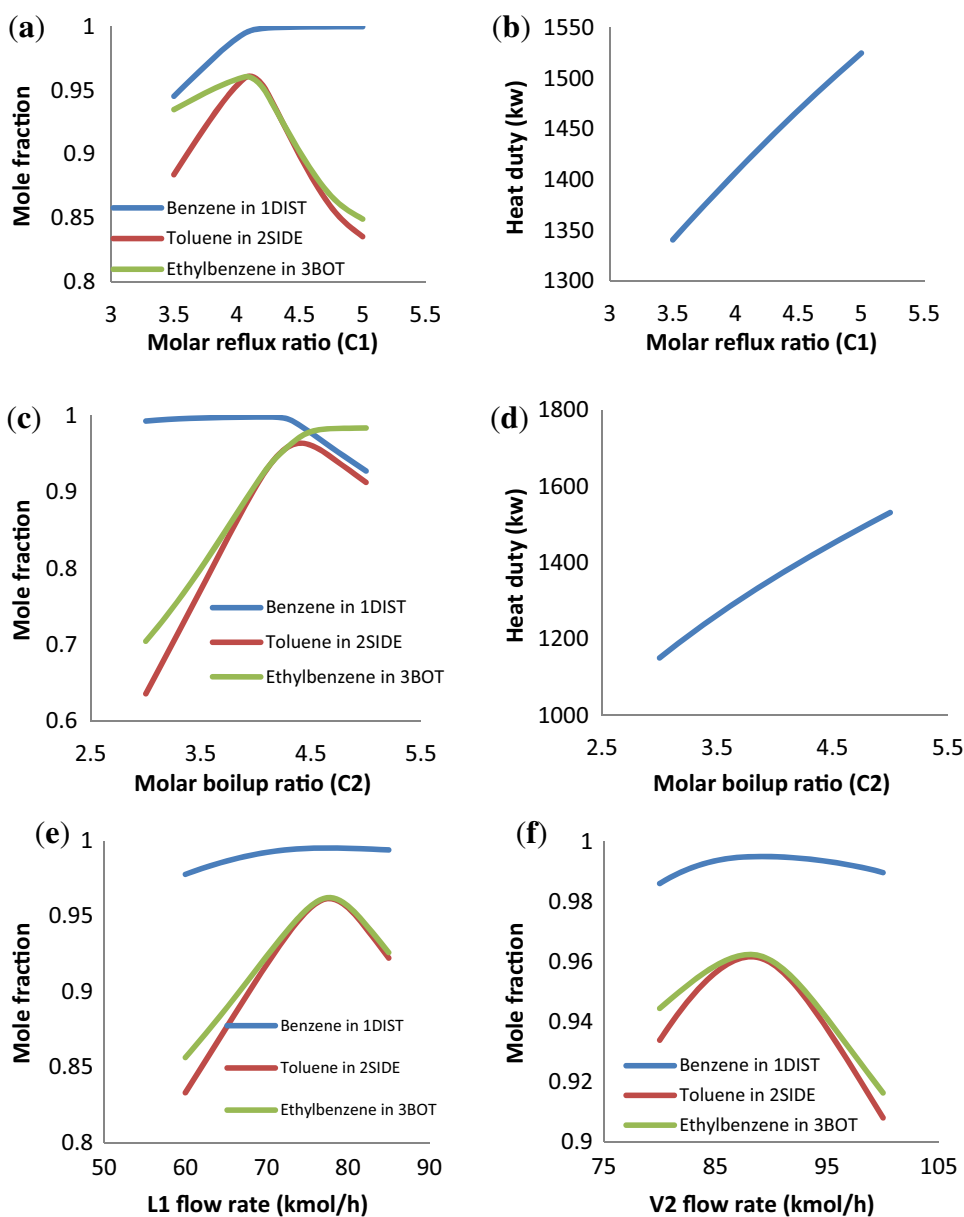 (a)
1
0.95
0.9
0.85
0.8
Mole fraction
Benzene in 1DIST
Toluene in 2SIDE
Ethylbenzene in 3BOT
3 3.5 4 4.5 5 5.5
Molar reflux ratio (C1)
(b)
1550
1500
1450
1400
1350
1300
Heat duty (kw)
3 3.5 4 4.5 5 5.5
Molar reflux ratio (C1)
(c)
1
0.9
0.8
0.7
0.6
Mole fraction
Benzene in 1DIST
Toluene in 2SIDE
Ethylbenzene in 3BOT
2.5 3.5 4.5 5.5
Molar boilup ratio (C2)
(d)
1800
1600
1400
1200
1000
Heat duty (kw)
2.5 3.5 4.5 5.5
Molar boilup ratio (C2)
(e)
1
0.95
0.9
0.85
0.8
Mole fraction
Benzene in 1DIST
Toluene in 2SIDE
Ethylbenzene in 3BOT
50 60 70 80 90
L1 flow rate (kmol/h)
(f)
1
0.98
0.96
0.94
0.92
0.9
Mole fraction
Benzene in 1DIST
Toluene in 2SIDE
Ethylbenzene in 3BOT
75 85 95 105
V2 flow rate (kmol/h)